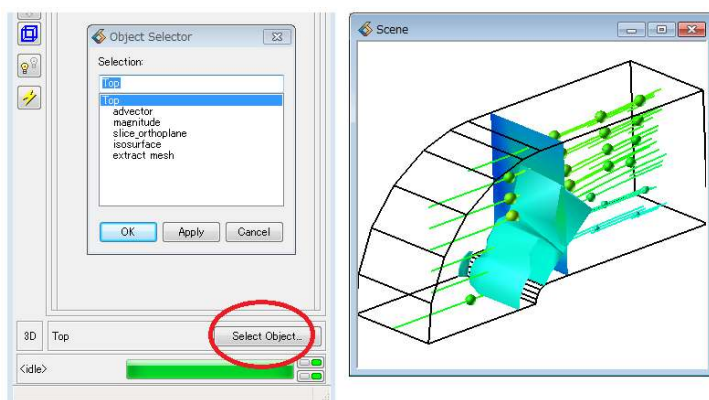 Object Selector
Selection:
Top
Top
advector
magnitude
slice_orthoplane
isosurface
extract mesh
OK
Apply
Cancel
3D
Top
Select Object...
<idle>
Scene